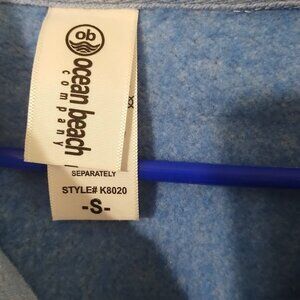 ob
ocean beach
company
SEPARATELY
STYLE# K8020
-S-